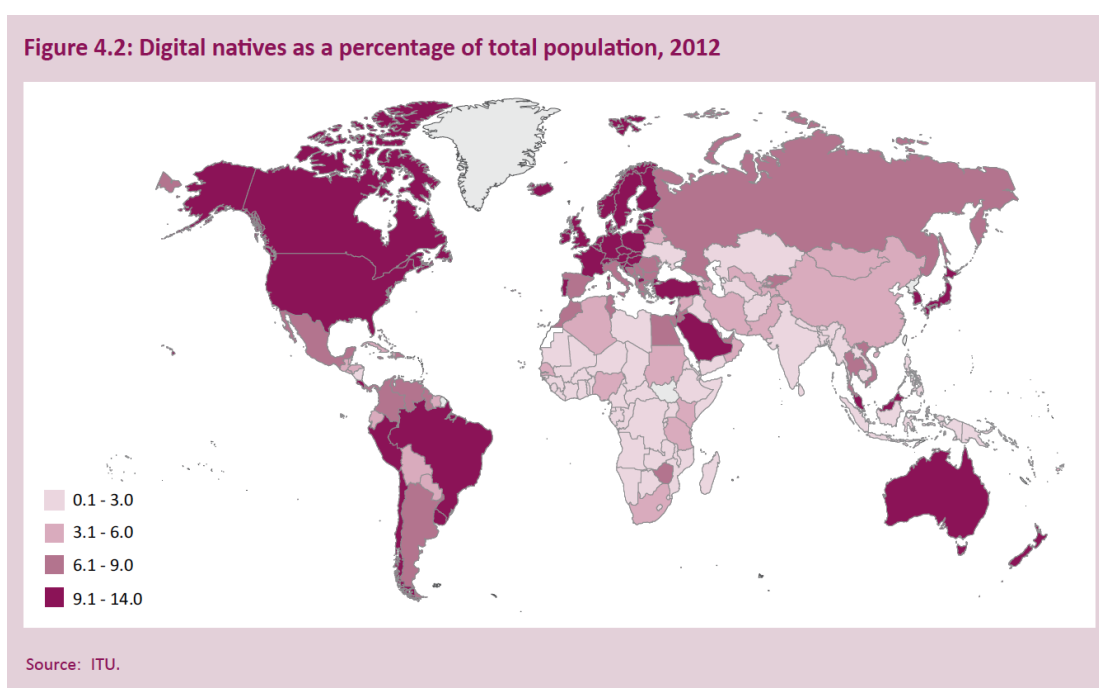 Figure 4.2: Digital natives as a percentage of total population, 2012
0.1 - 3.0
3.1 - 6.0
6.1 - 9.0
9.1 - 14.0
Source: ITU.